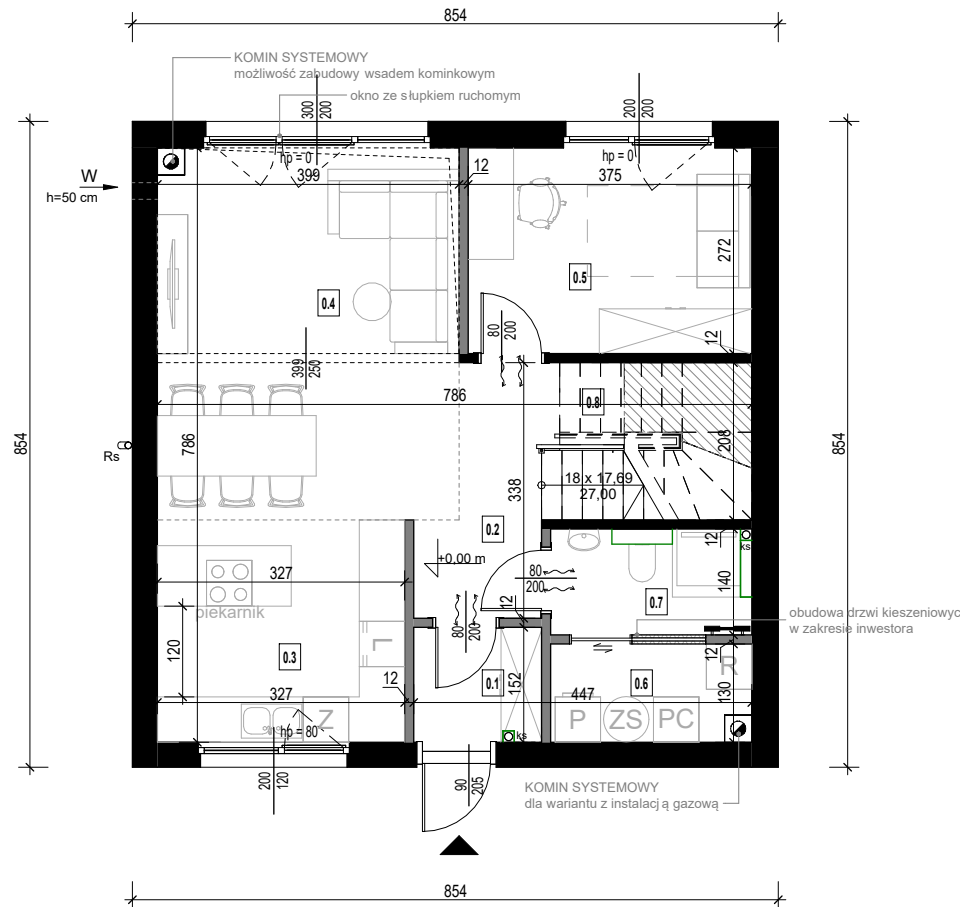 854
KOMIN SYSTEMOWY
możliwość zabudowy wsadem kominkowym
okno ze słupkiem ruchomym
300
200
200
200
hp = 0
hp = 0
W
h=50 cm
399
12
375
272
0.5
0.4
80
200
12
399
250
786
0.8
854
854
Rs
786
208
338
18 x 17,69
27,00
0.2
+0,00 m
12
ks
327
80
200
140
piekarnik
0.7
12
80
200
obudowa drzwi kieszeniowych
w zakresie inwestora
120
0.3
L
12
R
12
0.1
152
0.6
130
327
447
Z
P
ZS
PC
hp = 80
ks
200
120
90
205
KOMIN SYSTEMOWY
dla wariantu z instalacją gazową
854